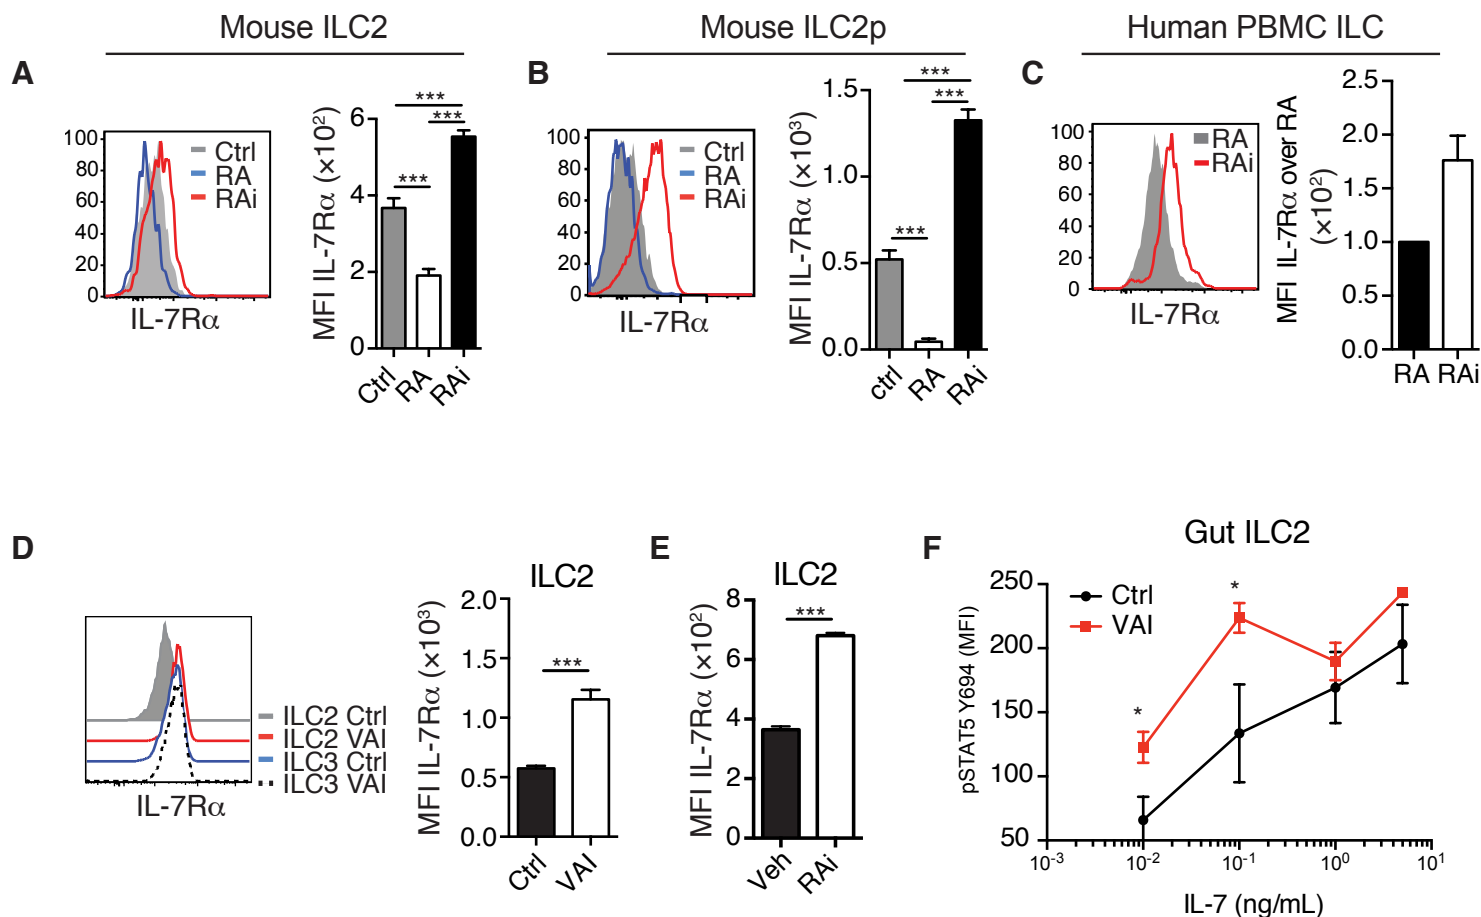 Mouse ILC2
Mouse ILC2p
Human PBMC ILC
A
100
80
60
40
20
0
Ctrl
RA
RAi
IL-7Rα
MFI IL-7Rα (×10²)
6
4
2
0
***
***
***
Ctrl
RA
RAi
B
100
80
60
40
20
0
Ctrl
RA
RAi
IL-7Rα
MFI IL-7Rα (×10³)
1.5
1.0
0.5
0.0
***
***
***
ctrl
RA
RAi
C
100
80
60
40
20
0
RA
RAi
IL-7Rα
MFI IL-7Rα over RA
(×10²)
2.5
2.0
1.5
1.0
0.5
0.0
RA RAi
D
ILC2 Ctrl
ILC2 VAI
ILC3 Ctrl
ILC3 VAI
IL-7Rα
ILC2
MFI IL-7Rα (×10³)
2.0
1.5
1.0
0.5
0.0
***
Ctrl
VAI
E
ILC2
MFI IL-7Rα (×10²)
8
6
4
2
0
***
Veh
RAi
F
Gut ILC2
pSTAT5 Y694 (MFI)
250
200
150
100
50
Ctrl
VAI
*
*
10⁻³
10⁻²
10⁻¹
10⁰
10¹
IL-7 (ng/mL)